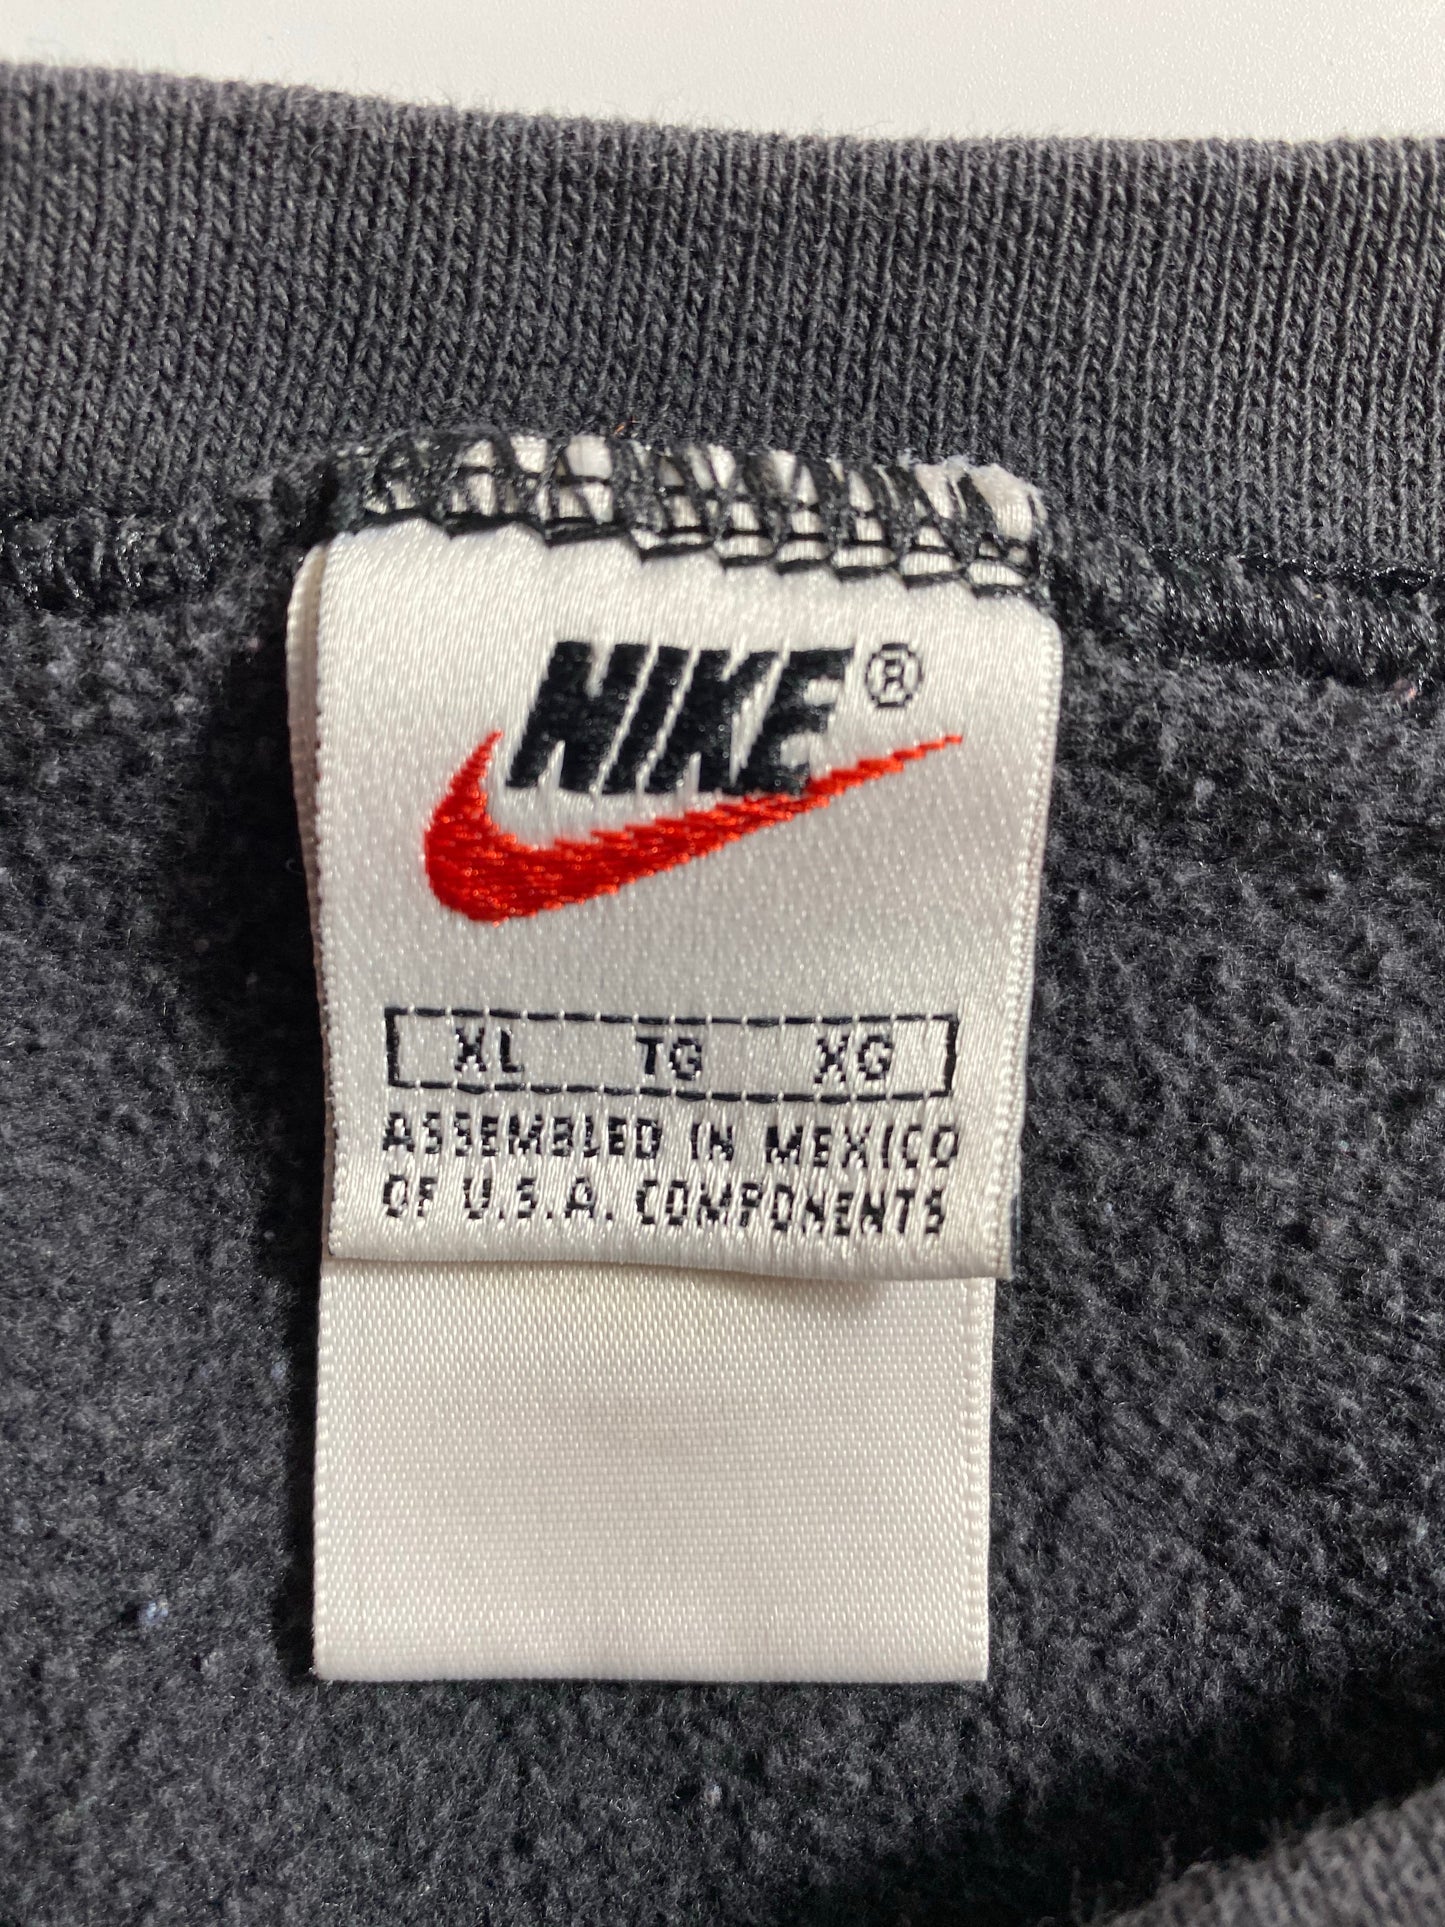 NIKE®
XL TG XG
ASSEMBLED IN MEXICO
OF U.S.A. COMPONENTS